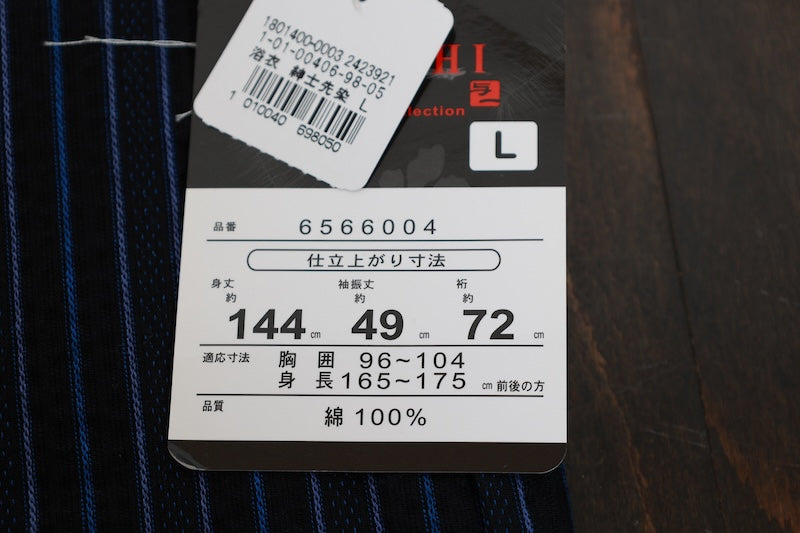 1801400-0003 2423921
1-01-00406-98-05
浴衣 紳士先染 L
1 010040 698050
HI
lection
L
品番 6566004
仕立上がり寸法
身丈 袖振丈 裄
約 約 約
144 cm 49 cm 72 cm
適応寸法 胸囲 96~104
身長 165~175 cm 前後の方
品質
綿 100%